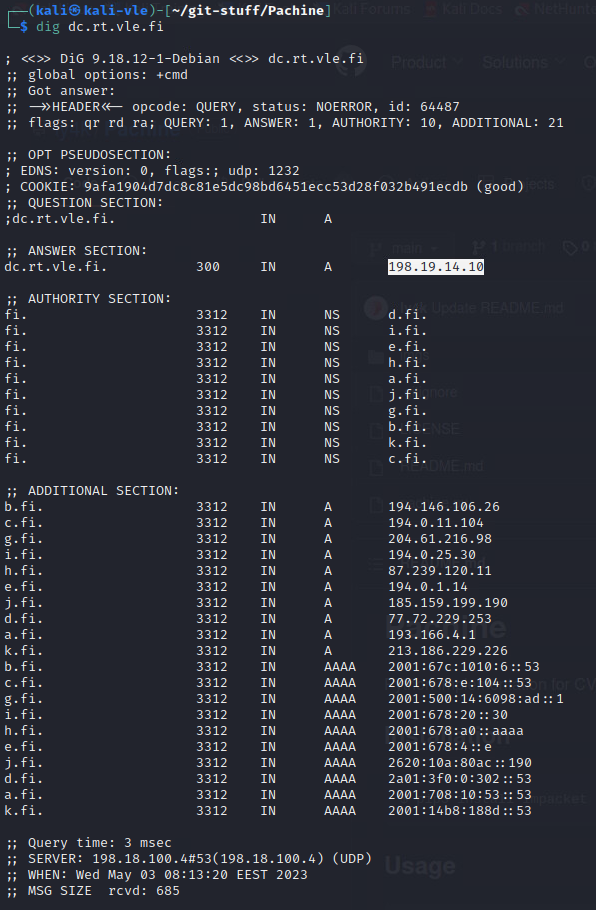 ┌──(kali㉿kali-vle)-[~/git-stuff/Pachine]
└─$ dig dc.rt.vle.fi

; <<>> DiG 9.18.12-1-Debian <<>> dc.rt.vle.fi
;; global options: +cmd
;; Got answer:
;; ->>HEADER<<- opcode: QUERY, status: NOERROR, id: 64487
;; flags: qr rd ra; QUERY: 1, ANSWER: 1, AUTHORITY: 10, ADDITIONAL: 21

;; OPT PSEUDOSECTION:
; EDNS: version: 0, flags:; udp: 1232
; COOKIE: 9afa1904d7dc8c81e5dc98bd6451ecc53d28f032b491ecdb (good)
;; QUESTION SECTION:
;dc.rt.vle.fi. IN A

;; ANSWER SECTION:
dc.rt.vle.fi. 300 IN A 198.19.14.10

;; AUTHORITY SECTION:
fi. 3312 IN NS d.fi.
fi. 3312 IN NS i.fi.
fi. 3312 IN NS e.fi.
fi. 3312 IN NS h.fi.
fi. 3312 IN NS a.fi.
fi. 3312 IN NS j.fi.
fi. 3312 IN NS g.fi.
fi. 3312 IN NS b.fi.
fi. 3312 IN NS k.fi.
fi. 3312 IN NS c.fi.

;; ADDITIONAL SECTION:
b.fi. 3312 IN A 194.146.106.26
c.fi. 3312 IN A 194.0.11.104
g.fi. 3312 IN A 204.61.216.98
i.fi. 3312 IN A 194.0.25.30
h.fi. 3312 IN A 87.239.120.11
e.fi. 3312 IN A 194.0.1.14
j.fi. 3312 IN A 185.159.199.190
d.fi. 3312 IN A 77.72.229.253
a.fi. 3312 IN A 193.166.4.1
k.fi. 3312 IN A 213.186.229.226
b.fi. 3312 IN AAAA 2001:67c:1010:6::53
c.fi. 3312 IN AAAA 2001:678:e:104::53
g.fi. 3312 IN AAAA 2001:500:14:6098:ad::1
i.fi. 3312 IN AAAA 2001:678:20::30
h.fi. 3312 IN AAAA 2001:678:a0::aaaa
e.fi. 3312 IN AAAA 2001:678:4::e
j.fi. 3312 IN AAAA 2620:10a:80ac::190
d.fi. 3312 IN AAAA 2a01:3f0:0:302::53
a.fi. 3312 IN AAAA 2001:708:10:53::53
k.fi. 3312 IN AAAA 2001:14b8:188d::53

;; Query time: 3 msec
;; SERVER: 198.18.100.4#53(198.18.100.4) (UDP)
;; WHEN: Wed May 03 08:13:20 EEST 2023
;; MSG SIZE rcvd: 685
Kali Forums
Kali Docs
Product
Solutions
main
Update README.md
README.md
Usage